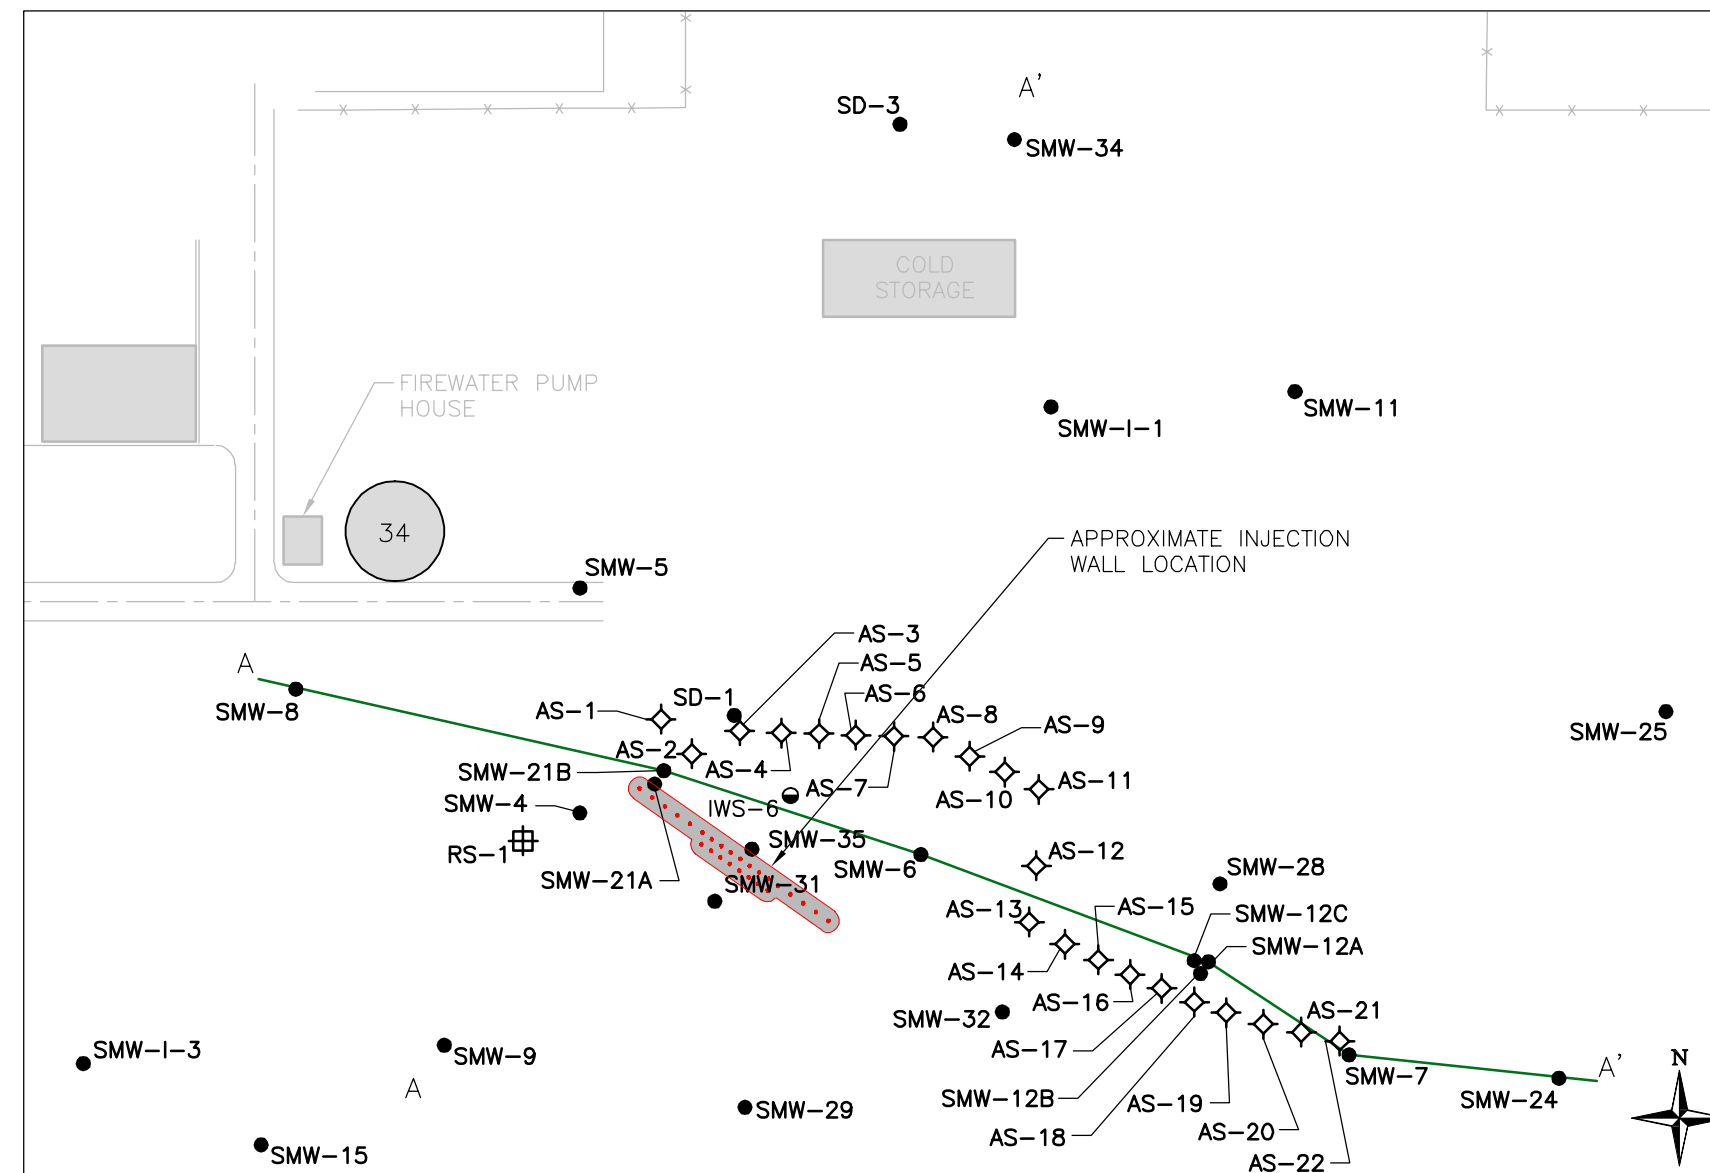 A'
SD-3
SMW-34
COLD
STORAGE
FIREWATER PUMP
HOUSE
SMW-11
SMW-I-1
34
APPROXIMATE INJECTION
WALL LOCATION
SMW-5
AS-3
A
AS-5
SD-1
AS-6
SMW-8
AS-1
AS-8
AS-9
SMW-25
AS-2
SMW-21B
AS-4
AS-7
AS-10
AS-11
SMW-4
IWS-6
SMW-35
RS-1
SMW-6
AS-12
SMW-28
SMW-21A
SMW-31
AS-13
AS-15
SMW-12C
SMW-12A
AS-14
AS-16
SMW-32
AS-21
AS-17
SMW-I-3
SMW-9
N
A'
SMW-7
A
SMW-12B
AS-19
SMW-24
SMW-29
AS-18
AS-20
SMW-15
AS-22